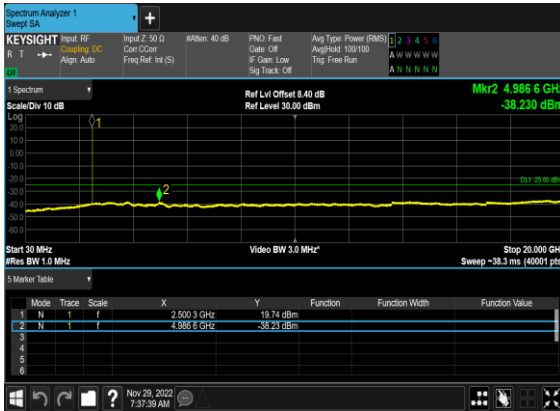 Spectrum Analyzer 1
Swept SA
+
KEYSIGHT Input: RF Input Z: 50 Ω #Atten: 40 dB PNO: Fast Avg Type: Power (RMS) 1 2 3 4 5 6
R T Coupling: DC Corr CCorr Gate: Off Avg|Hold: 100/100 A W W W W W
Align: Auto Freq Ref: Int (S) IF Gain: Low Trig: Free Run
LXI Sig Track: Off A N N N N N
1 Spectrum Ref Lvl Offset 8.40 dB Mkr2 4.986 6 GHz
Scale/Div 10 dB Ref Level 30.00 dBm -38.230 dBm
Log
1
20.0
10.0
0.00
-10.0
-20.0
DL1 -25.00 dBm
2
-30.0
-40.0
-50.0
-60.0
Start 30 MHz Video BW 3.0 MHz* Stop 20.000 GHz
#Res BW 1.0 MHz Sweep ~38.3 ms (40001 pts)
5 Marker Table
Mode Trace Scale X Y Function Function Width Function Value
1 N 1 f 2.500 3 GHz 19.74 dBm
2 N 1 f 4.986 6 GHz -38.23 dBm
3
4
5
6
? Nov 29, 2022
7:37:39 AM